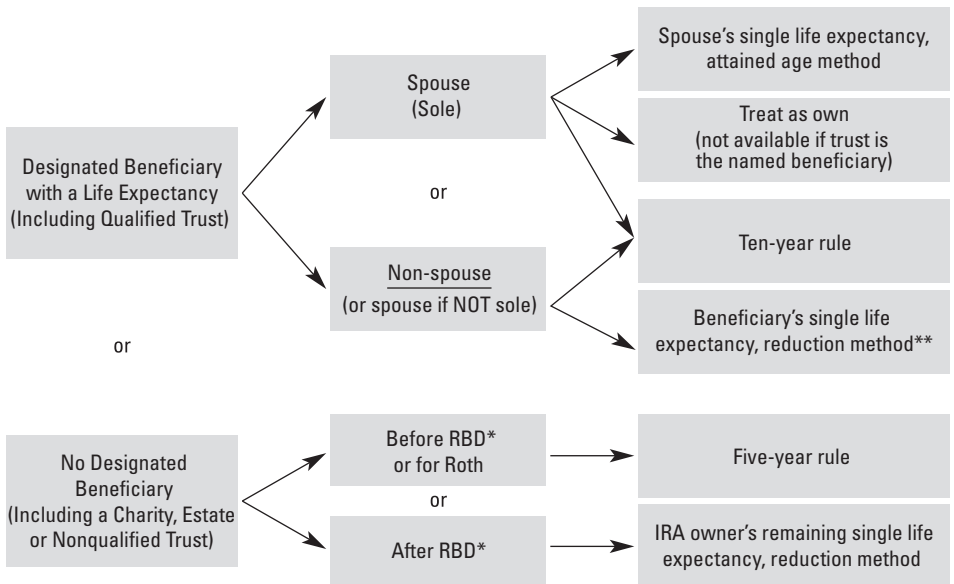 Designated Beneficiary
with a Life Expectancy
(Including Qualified Trust)
or
No Designated
Beneficiary
(Including a Charity, Estate
or Nonqualified Trust)
Spouse
(Sole)
or
Non-spouse
(or spouse if NOT sole)
Before RBD*
or for Roth
or
After RBD*
Spouse’s single life expectancy,
attained age method
Treat as own
(not available if trust is
the named beneficiary)
Ten-year rule
Beneficiary’s single life
expectancy, reduction method**
Five-year rule
IRA owner’s remaining single life
expectancy, reduction method